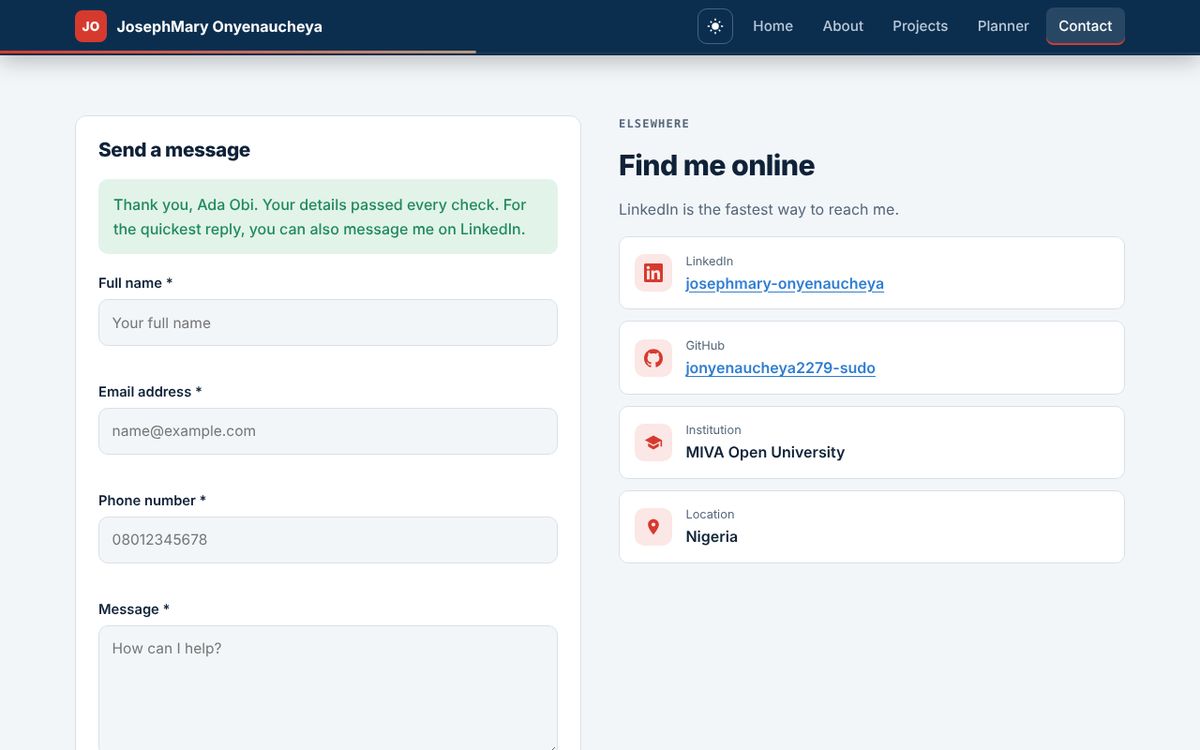 JO
JosephMary Onyenaucheya
Home
About
Projects
Planner
Contact
Send a message
Thank you, Ada Obi. Your details passed every check. For
the quickest reply, you can also message me on LinkedIn.
Full name *
Your full name
Email address *
name@example.com
Phone number *
08012345678
Message *
How can I help?
ELSEWHERE
Find me online
LinkedIn is the fastest way to reach me.
LinkedIn
josephmary-onyenaucheya
GitHub
jonyenaucheya2279-sudo
Institution
MIVA Open University
Location
Nigeria